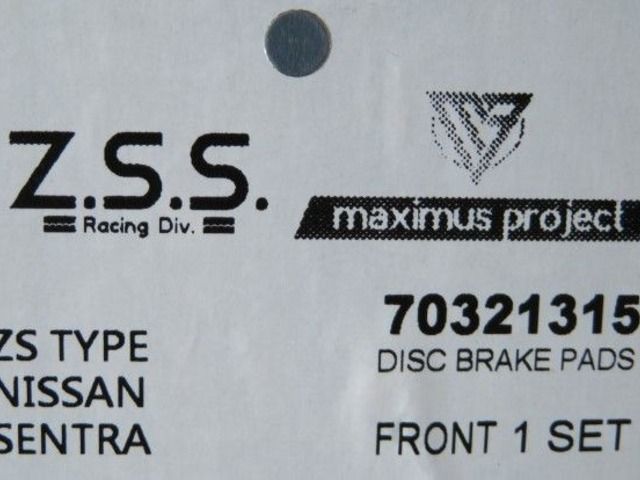 Z.S.S.
Racing Div.
maximus project
70321315
DISC BRAKE PADS
ZS TYPE
NISSAN
SENTRA
FRONT 1 SET